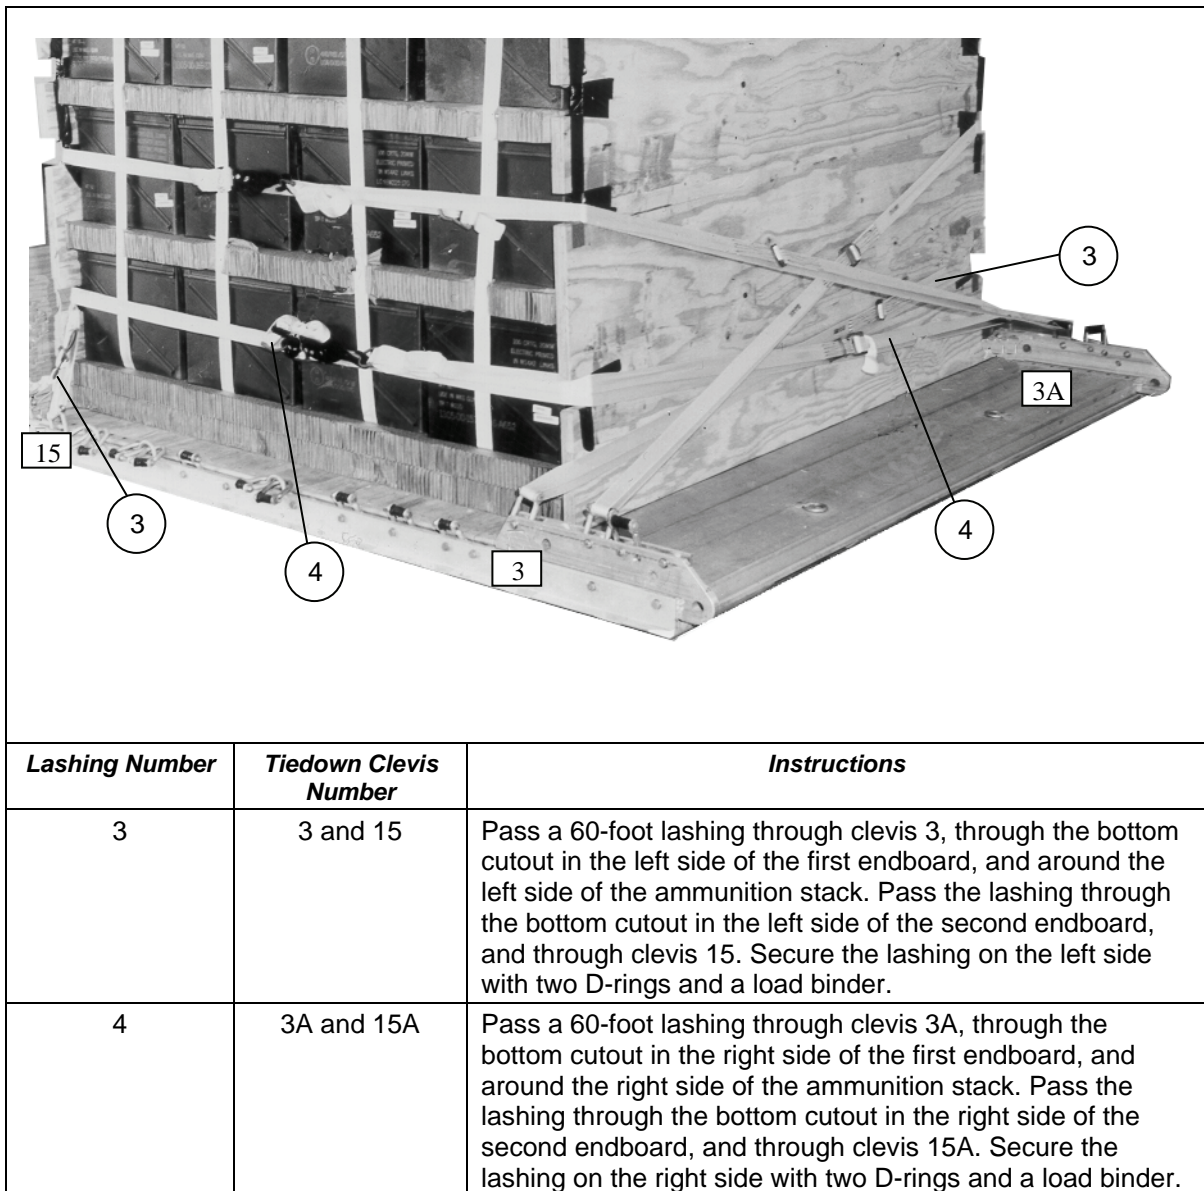 3
4
3A
15
3
4
4
3
Lashing Number
Tiedown Clevis
Number
Instructions
3
3 and 15
Pass a 60-foot lashing through clevis 3, through the bottom
cutout in the left side of the first endboard, and around the
left side of the ammunition stack. Pass the lashing through
the bottom cutout in the left side of the second endboard,
and through clevis 15. Secure the lashing on the left side
with two D-rings and a load binder.
4
3A and 15A
Pass a 60-foot lashing through clevis 3A, through the
bottom cutout in the right side of the first endboard, and
around the right side of the ammunition stack. Pass the
lashing through the bottom cutout in the right side of the
second endboard, and through clevis 15A. Secure the
lashing on the right side with two D-rings and a load binder.